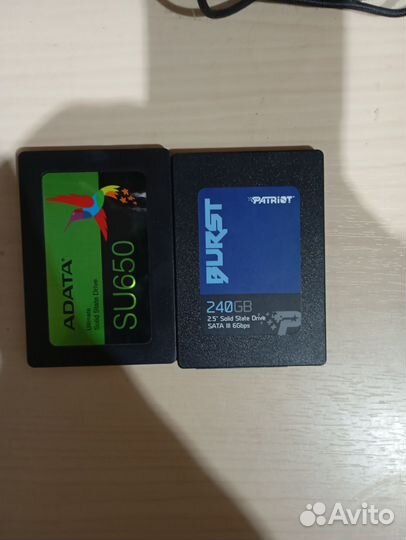 ADATA
Ultimate
Solid State Drive
SU650
PATRIOT
BURST
240GB
2.5" Solid State Drive
SATA III 6Gbps
Avito